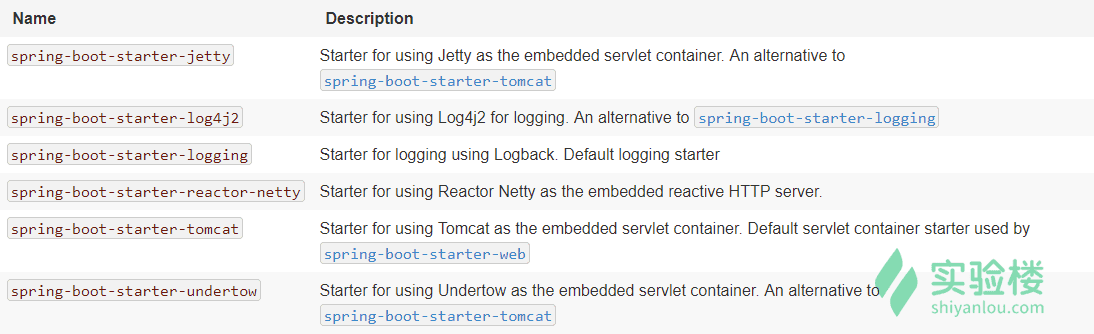 Name Description
spring-boot-starter-jetty Starter for using Jetty as the embedded servlet container. An alternative to
spring-boot-starter-tomcat
spring-boot-starter-log4j2 Starter for using Log4j2 for logging. An alternative to spring-boot-starter-logging
spring-boot-starter-logging Starter for logging using Logback. Default logging starter
spring-boot-starter-reactor-netty Starter for using Reactor Netty as the embedded reactive HTTP server.
spring-boot-starter-tomcat Starter for using Tomcat as the embedded servlet container. Default servlet container starter used by
spring-boot-starter-web
spring-boot-starter-undertow Starter for using Undertow as the embedded servlet container. An alternative to
spring-boot-starter-tomcat
实验楼
shiyanlou.com